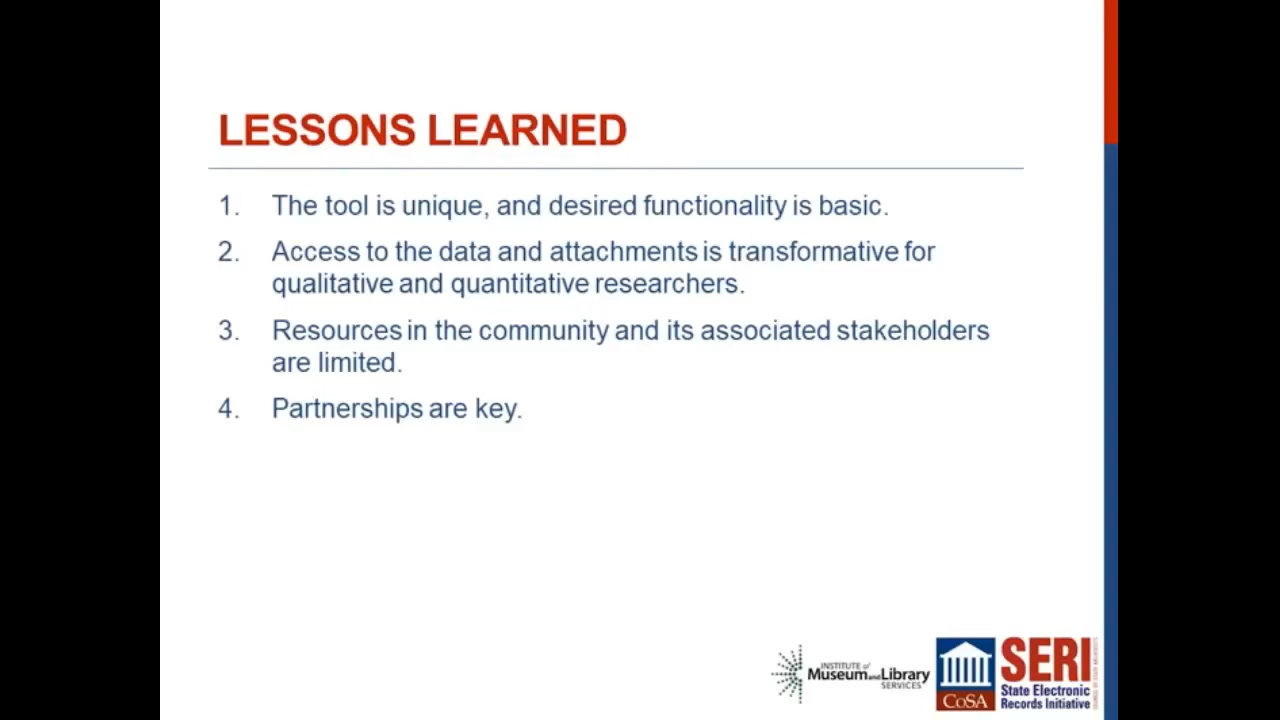 LESSONS LEARNED
1. The tool is unique, and desired functionality is basic.
2. Access to the data and attachments is transformative for
qualitative and quantitative researchers.
3. Resources in the community and its associated stakeholders
are limited.
4. Partnerships are key.
INSTITUTE of
Museum and Library
SERVICES
CoSA
SERI
State Electronic
Records Initiative